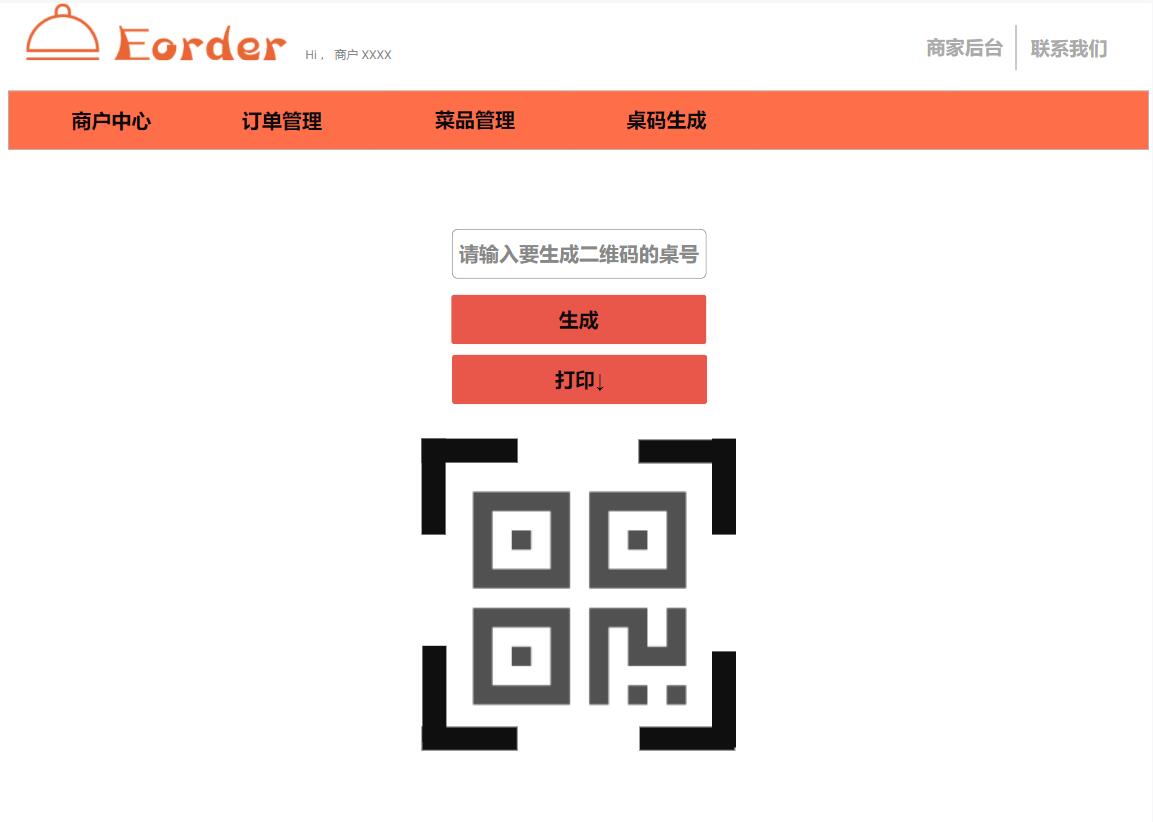 Eorder
Hi， 商户 XXXX
商家后台
联系我们
商户中心
订单管理
菜品管理
桌码生成
请输入要生成二维码的桌号
生成
打印↓